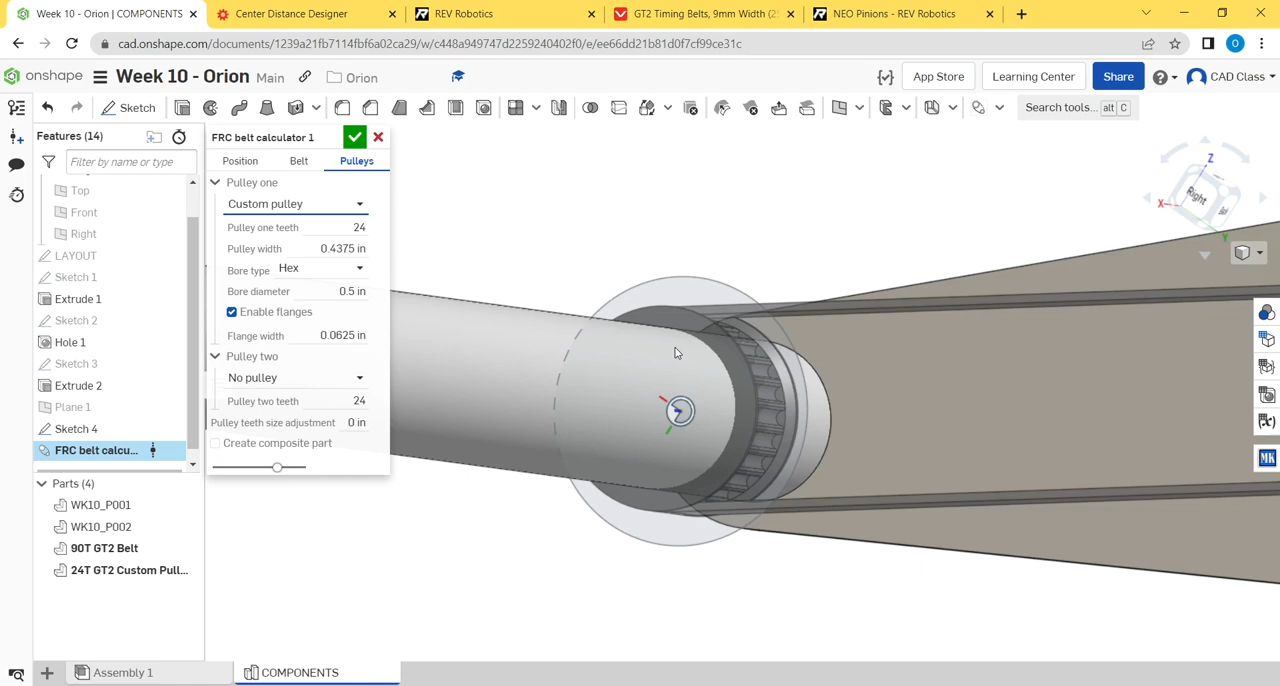 Week 10 - Orion | COMPONENTS
Center Distance Designer
REV Robotics
GT2 Timing Belts, 9mm Width (2
NEO Pinions - REV Robotics
cad.onshape.com/documents/1239a21fb7114fbf6a02ca29/w/c448a949747d3259240402f0/e/ee66dd21b81d0f7cf99ce31c
O
onshape
Week 10 - Orion
Main
Orion
App Store
Learning Center
Share
CAD Class
Sketch
Search tools...
alt
C
Features (14)
Filter by name or type
Top
Front
Right
LAYOUT
Sketch 1
Extrude 1
Sketch 2
Hole 1
Sketch 3
Extrude 2
Plane 1
Sketch 4
FRC belt calcu...
Parts (4)
WK10_P001
WK10_P002
90T GT2 Belt
24T GT2 Custom Pull...
FRC belt calculator 1
Position
Belt
Pulleys
Pulley one
Custom pulley
Pulley one teeth
24
Pulley width
0.4375 in
Bore type
Hex
Bore diameter
0.5 in
Enable flanges
Flange width
0.0625 in
Pulley two
No pulley
Pulley two teeth
24
Pulley teeth size adjustment
0 in
Create composite part
Z
X
Y
Right
MK
Assembly 1
COMPONENTS